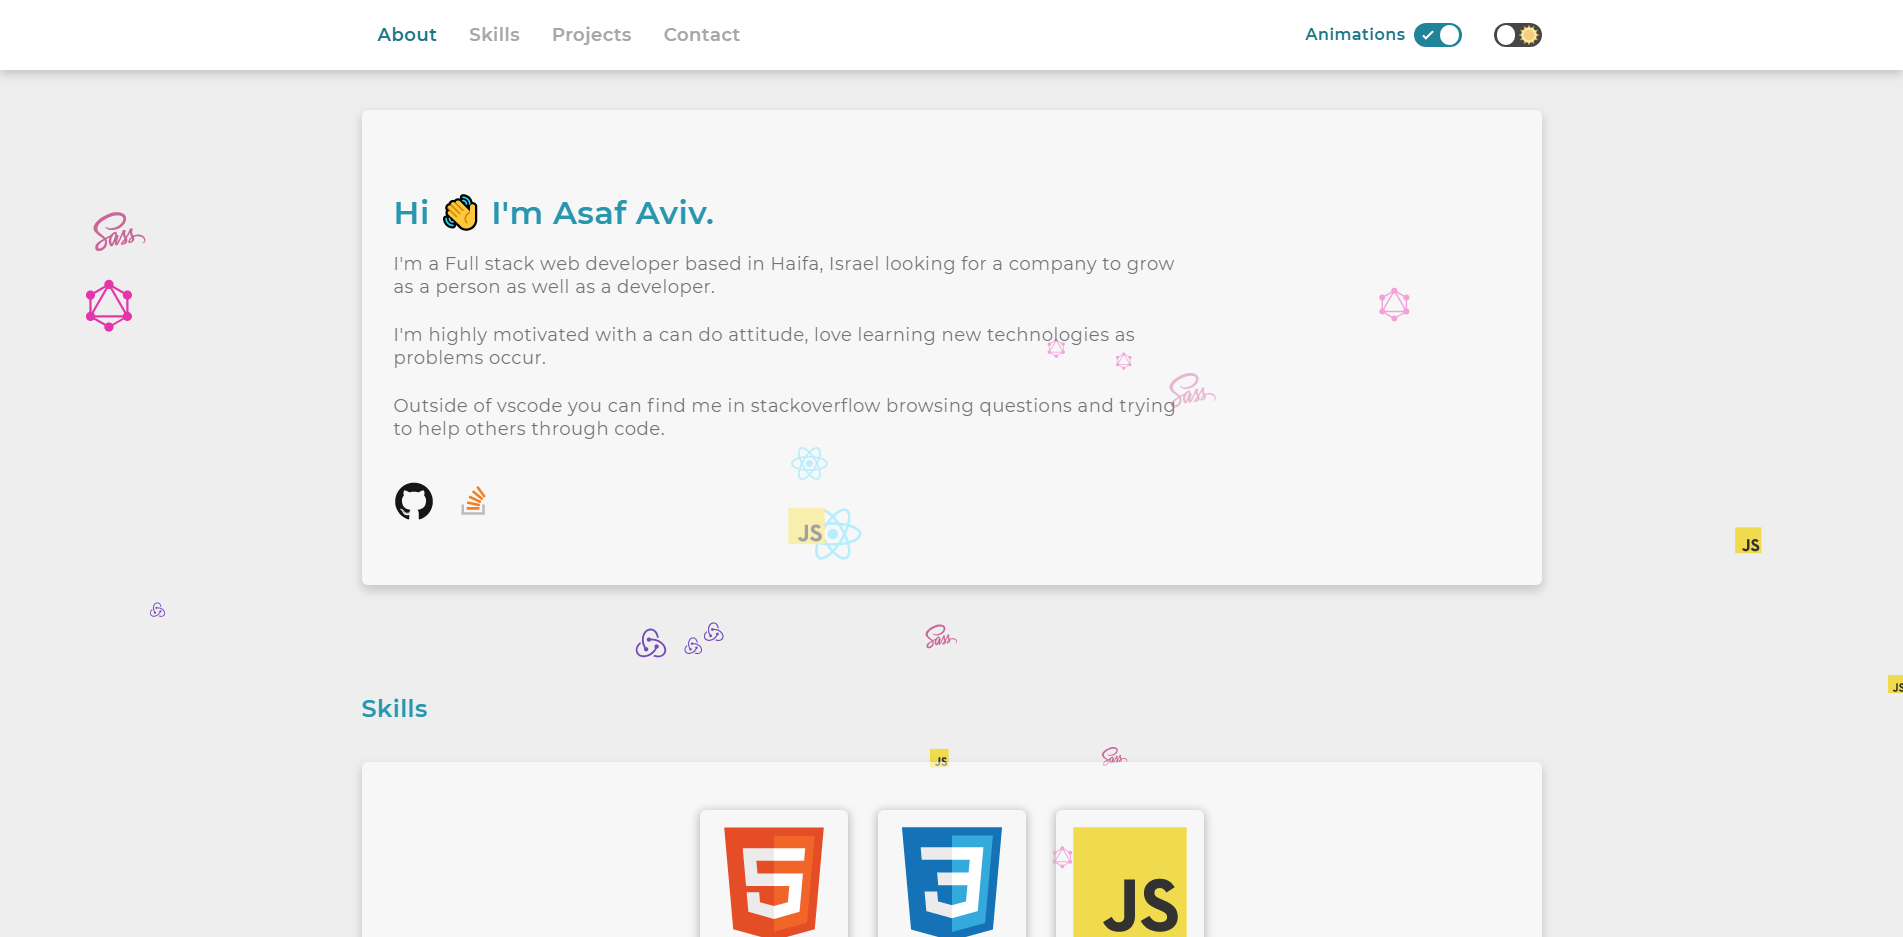 About Skills Projects Contact Animations
Hi 👋 I'm Asaf Aviv.
I'm a Full stack web developer based in Haifa, Israel looking for a company to grow
as a person as well as a developer.
I'm highly motivated with a can do attitude, love learning new technologies as
problems occur.
Outside of vscode you can find me in stackoverflow browsing questions and trying
to help others through code.
Sass
Sass
JS
JS
Sass
JS
Skills
JS
Sass
5 3 JS